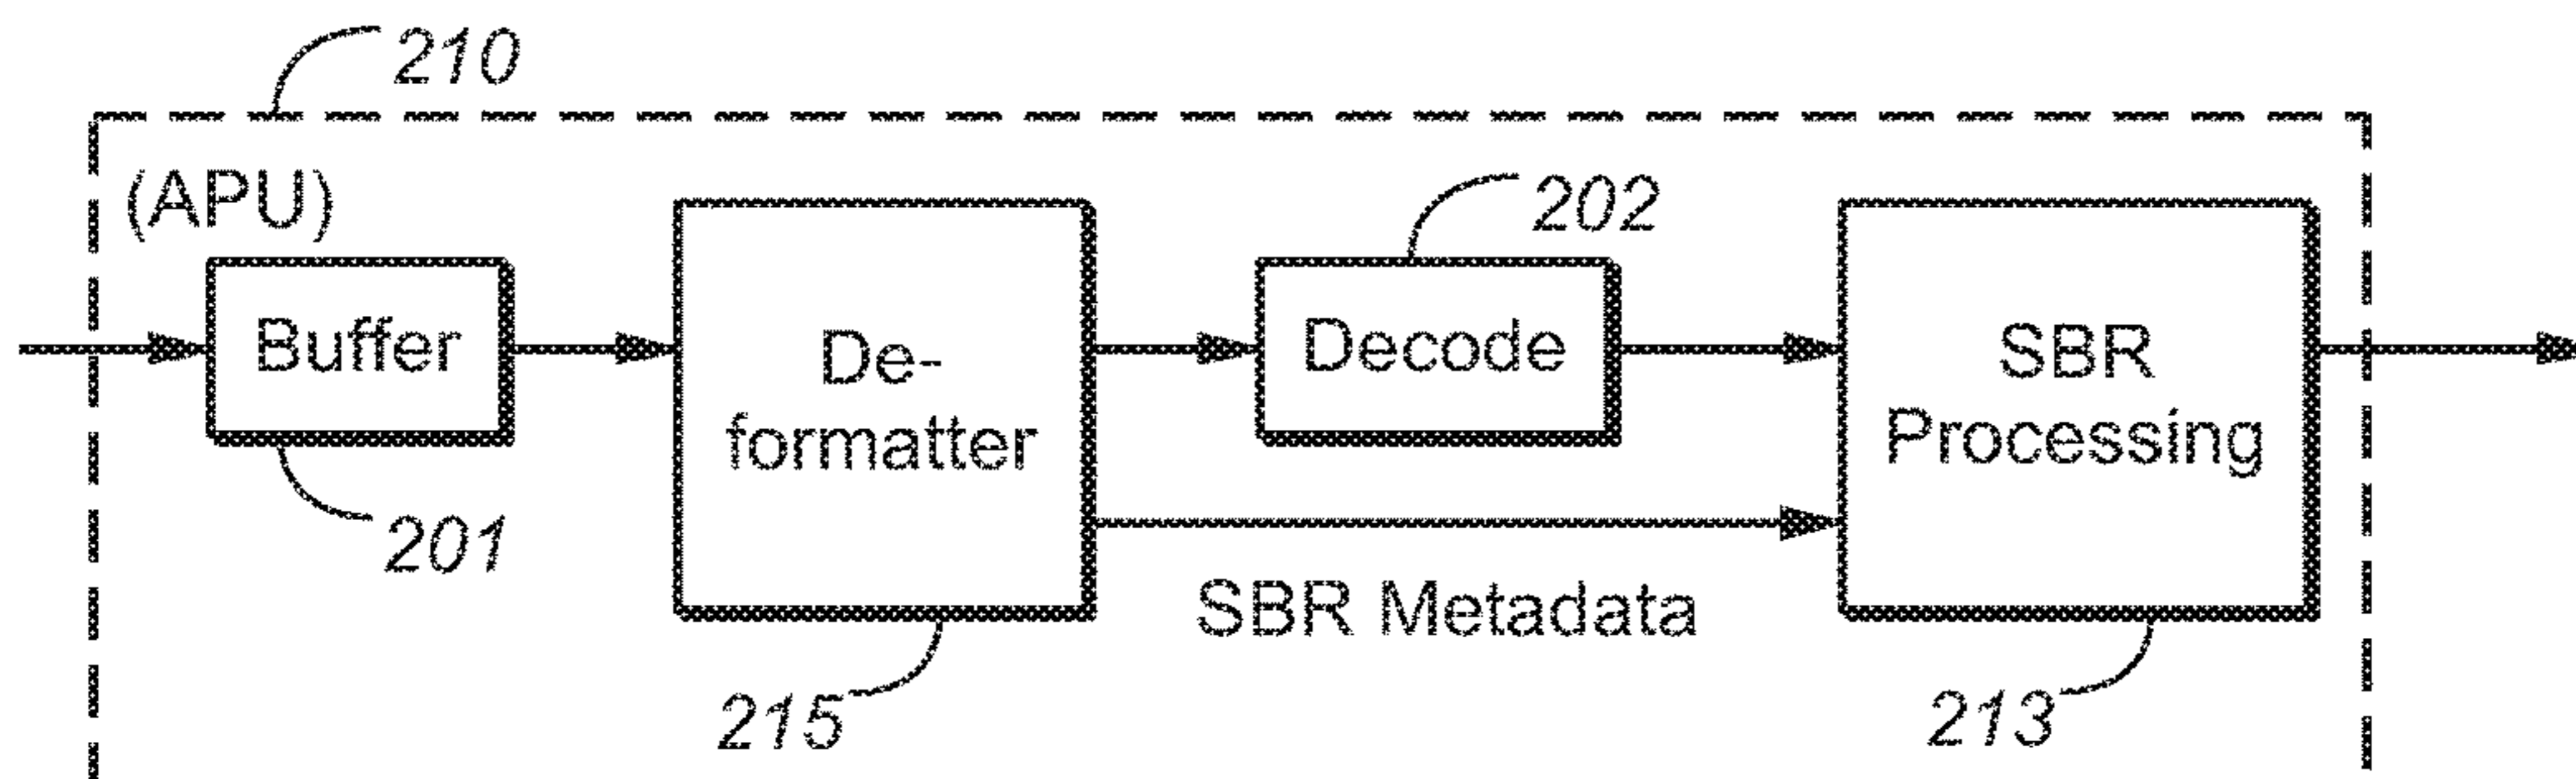 210
(APU)
202
Buffer
De-
formatter
Decode
SBR
Processing
201
SBR Metadata
215
213